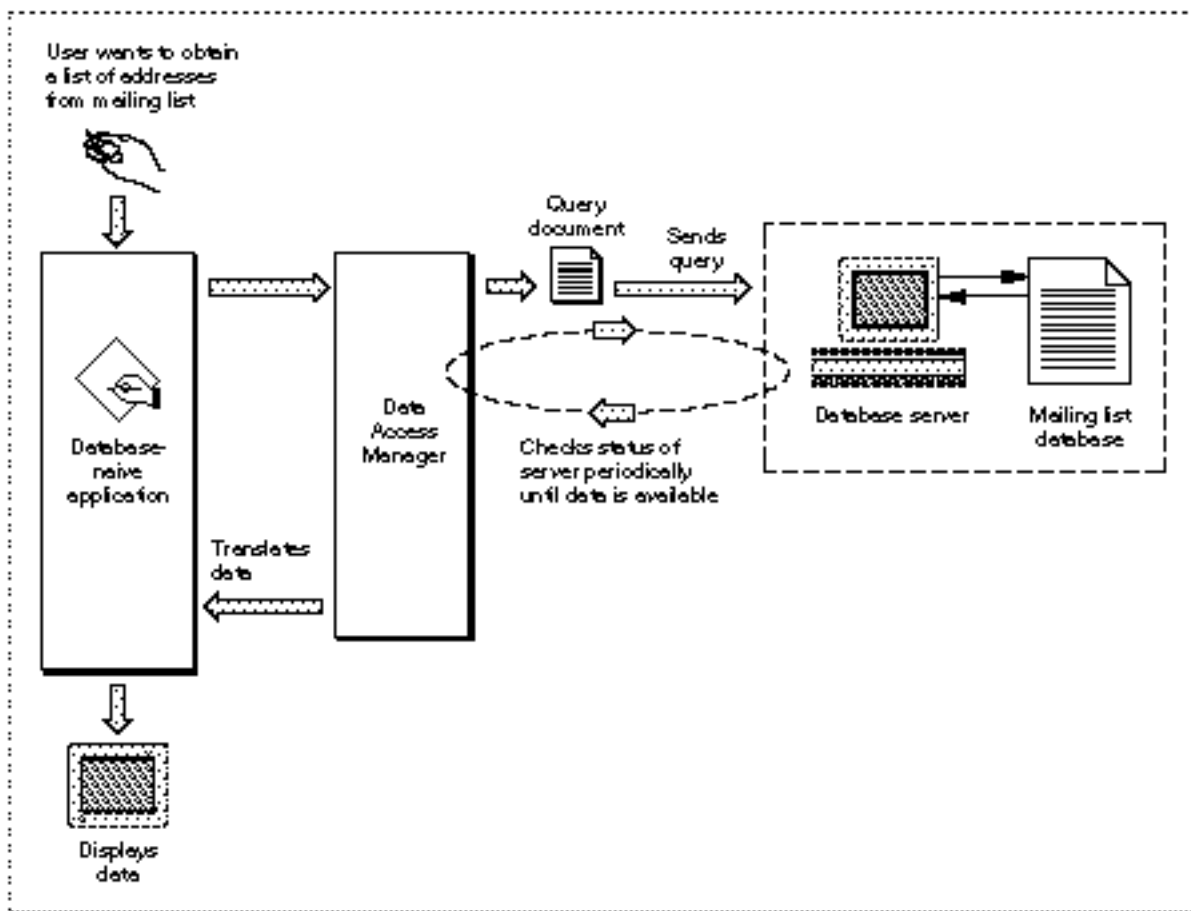 User wants to obtain
a list of addresses
from mailing list
Query
document
Sends
query
Database-
naive
application
Data
Access
Manager
Database server
Mailing list
database
Checks status of
server periodically
until data is available
Translates
data
Displays
data